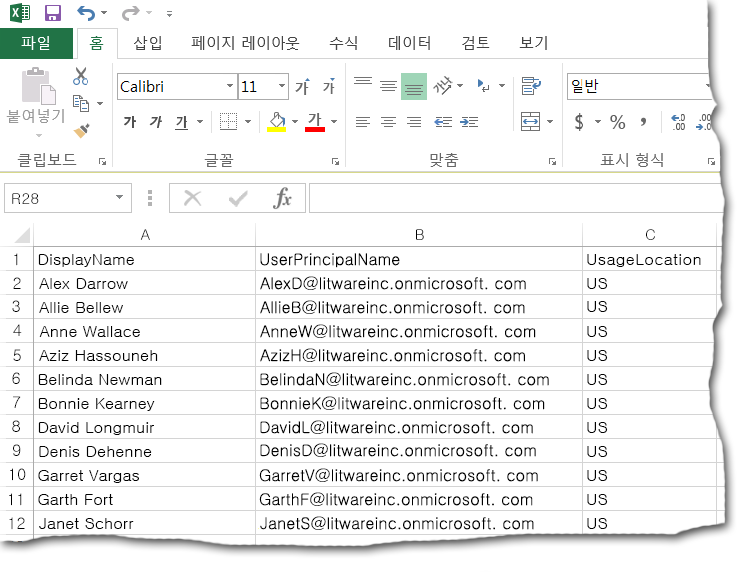 파일 홈 삽입 페이지 레이아웃 수식 데이터 검토 보기
붙여넣기
Calibri 11 가 가 일반
가 가 가 가 $ % , .00 .00
클립보드 글꼴 맞춤 표시 형식
R28 fx
A B C
1 DisplayName UserPrincipalName UsageLocation
2 Alex Darrow AlexD@litwareinc.onmicrosoft. com US
3 Allie Bellew AllieB@litwareinc.onmicrosoft. com US
4 Anne Wallace AnneW@litwareinc.onmicrosoft. com US
5 Aziz Hassouneh AzizH@litwareinc.onmicrosoft. com US
6 Belinda Newman BelindaN@litwareinc.onmicrosoft. com US
7 Bonnie Kearney BonnieK@litwareinc.onmicrosoft. com US
8 David Longmuir DavidL@litwareinc.onmicrosoft. com US
9 Denis Dehenne DenisD@litwareinc.onmicrosoft. com US
10 Garret Vargas GarretV@litwareinc.onmicrosoft. com US
11 Garth Fort GarthF@litwareinc.onmicrosoft. com US
12 Janet Schorr JanetS@litwareinc.onmicrosoft. com US